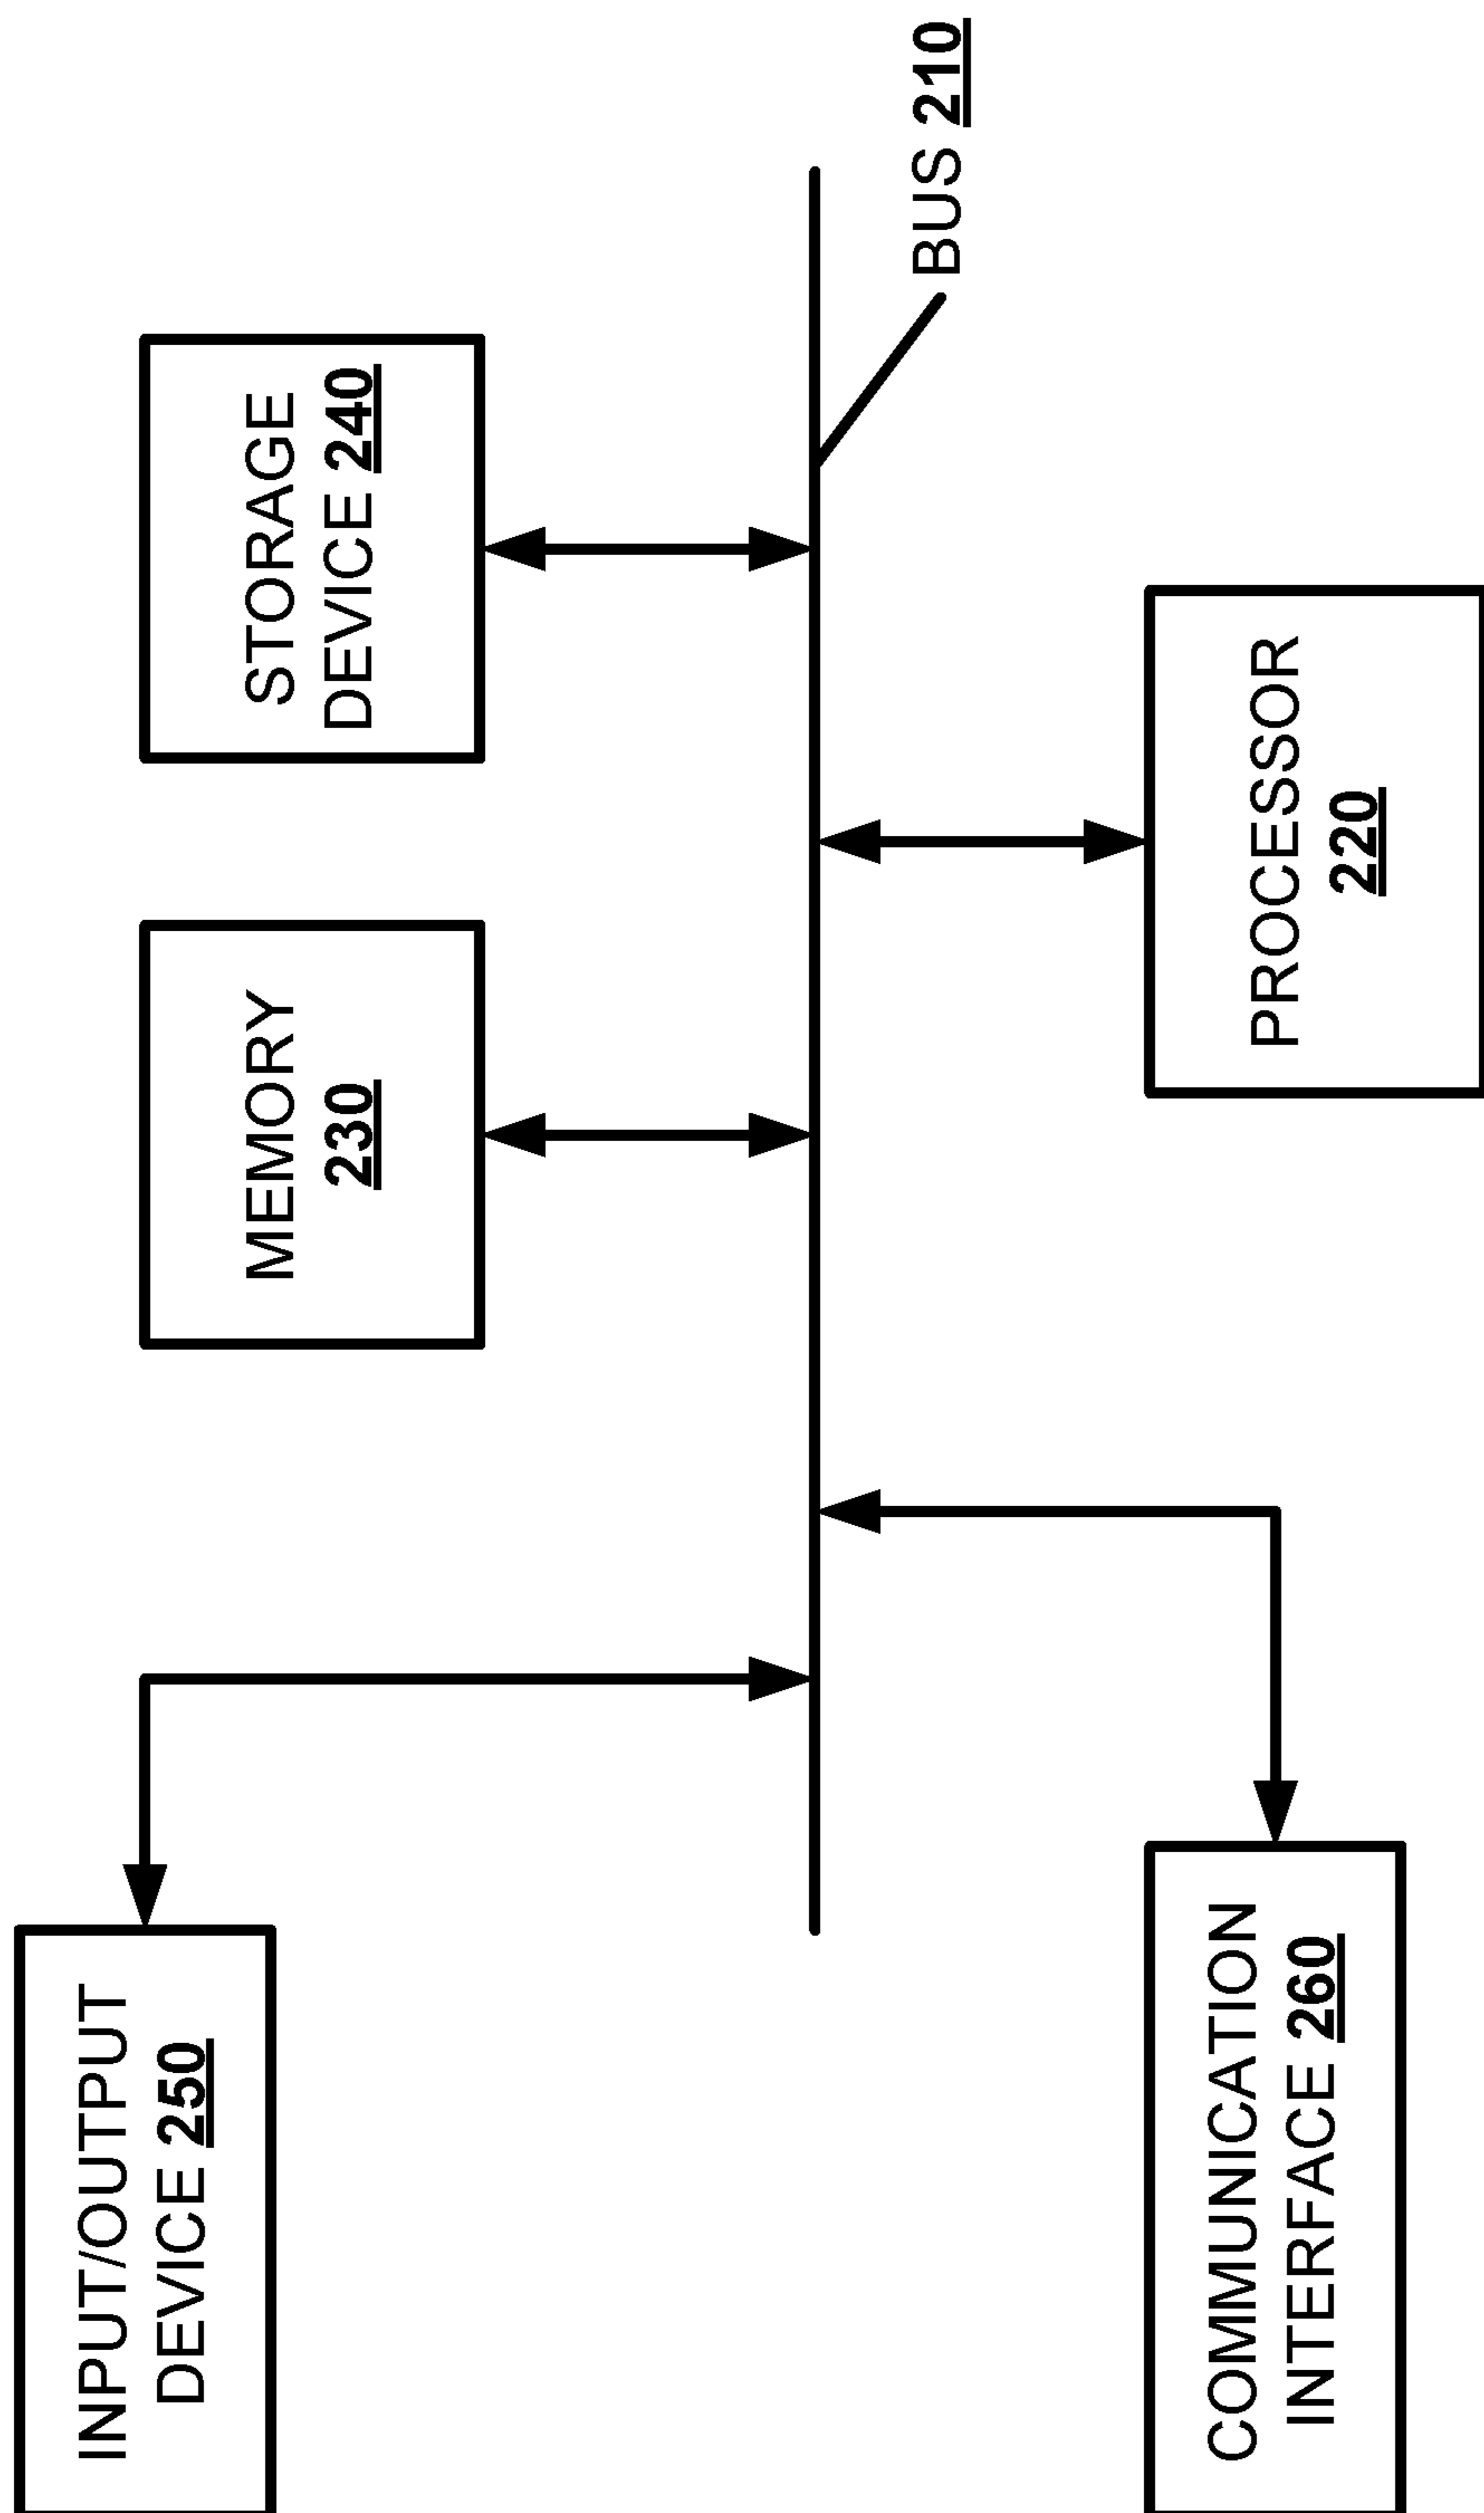 INPUT/OUTPUT
DEVICE 250
MEMORY
230
STORAGE
DEVICE 240
BUS 210
COMMUNICATION
INTERFACE 260
PROCESSOR
220